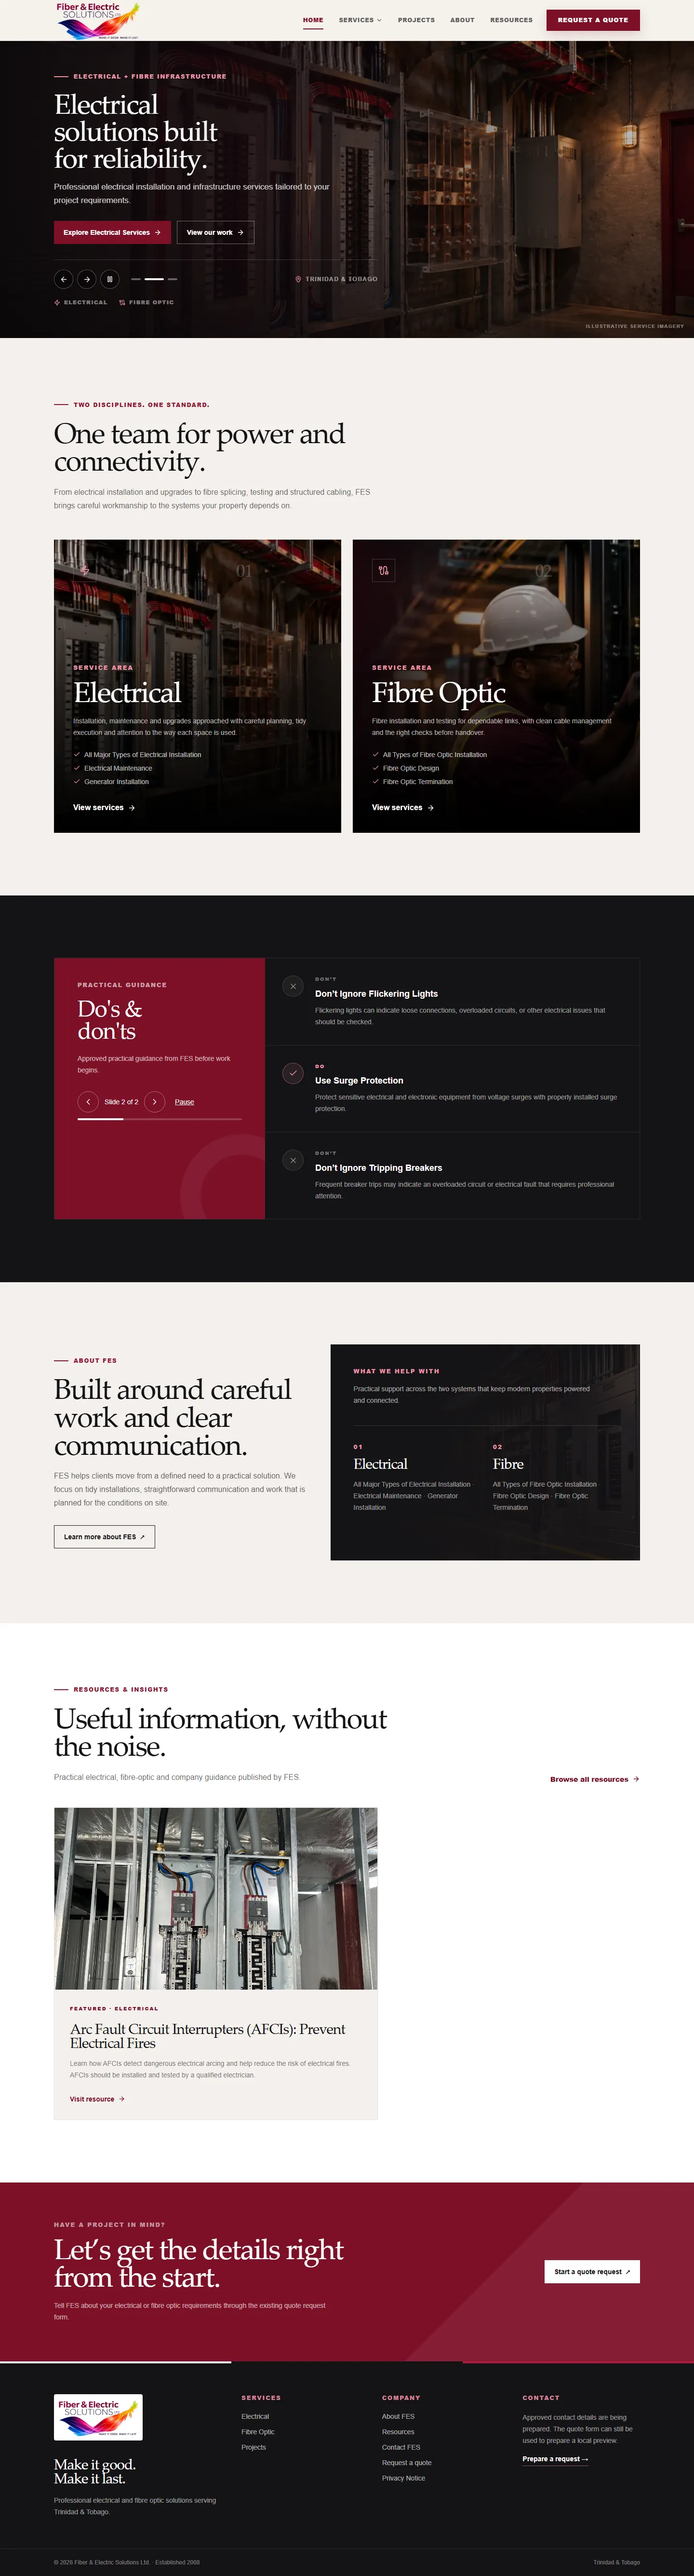 Fiber & Electric
SOLUTIONS LTD.
MAKE IT GOOD. MAKE IT LAST.
HOME
SERVICES
PROJECTS
ABOUT
RESOURCES
REQUEST A QUOTE
ELECTRICAL + FIBRE INFRASTRUCTURE
Electrical
solutions built
for reliability.
Professional electrical installation and infrastructure services tailored to your
project requirements.
Explore Electrical Services →
View our work →
TRINIDAD & TOBAGO
ELECTRICAL
FIBRE OPTIC
ILLUSTRATIVE SERVICE IMAGERY
TWO DISCIPLINES. ONE STANDARD.
One team for power and
connectivity.
From electrical installation and upgrades to fibre splicing, testing and structured cabling, FES
brings careful workmanship to the systems your property depends on.
01
SERVICE AREA
Electrical
Installation, maintenance and upgrades approached with careful planning, tidy
execution and attention to the way each space is used.
All Major Types of Electrical Installation
Electrical Maintenance
Generator Installation
View services →
02
SERVICE AREA
Fibre Optic
Fibre installation and testing for dependable links, with clean cable management
and the right checks before handover.
All Types of Fibre Optic Installation
Fibre Optic Design
Fibre Optic Termination
View services →
PRACTICAL GUIDANCE
Do's &
don'ts
Approved practical guidance from FES before work
begins.
Slide 2 of 2
Pause
DON'T
Don't Ignore Flickering Lights
Flickering lights can indicate loose connections, overloaded circuits, or other electrical issues that
should be checked.
DO
Use Surge Protection
Protect sensitive electrical and electronic equipment from voltage surges with properly installed surge
protection.
DON'T
Don't Ignore Tripping Breakers
Frequent breaker trips may indicate an overloaded circuit or electrical fault that requires professional
attention.
ABOUT FES
Built around careful
work and clear
communication.
FES helps clients move from a defined need to a practical solution. We
focus on tidy installations, straightforward communication and work that is
planned for the conditions on site.
Learn more about FES ↗
WHAT WE HELP WITH
Practical support across the two systems that keep modern properties powered
and connected.
01
Electrical
All Major Types of Electrical Installation ·
Electrical Maintenance · Generator
Installation
02
Fibre
All Types of Fibre Optic Installation ·
Fibre Optic Design · Fibre Optic
Termination
RESOURCES & INSIGHTS
Useful information, without
the noise.
Practical electrical, fibre-optic and company guidance published by FES.
Browse all resources →
FEATURED · ELECTRICAL
Arc Fault Circuit Interrupters (AFCIs): Prevent
Electrical Fires
Learn how AFCIs detect dangerous electrical arcing and help reduce the risk of electrical fires.
AFCIs should be installed and tested by a qualified electrician.
Visit resource →
HAVE A PROJECT IN MIND?
Let's get the details right
from the start.
Tell FES about your electrical or fibre optic requirements through the existing quote request
form.
Start a quote request ↗
Fiber & Electric
SOLUTIONS LTD.
MAKE IT GOOD. MAKE IT LAST.
Make it good.
Make it last.
Professional electrical and fibre optic solutions serving
Trinidad & Tobago.
SERVICES
Electrical
Fibre Optic
Projects
COMPANY
About FES
Resources
Contact FES
Request a quote
Privacy Notice
CONTACT
Approved contact details are being
prepared. The quote form can still be
used to prepare a local preview.
Prepare a request →
© 2026 Fiber & Electric Solutions Ltd. · Established 2008
Trinidad & Tobago